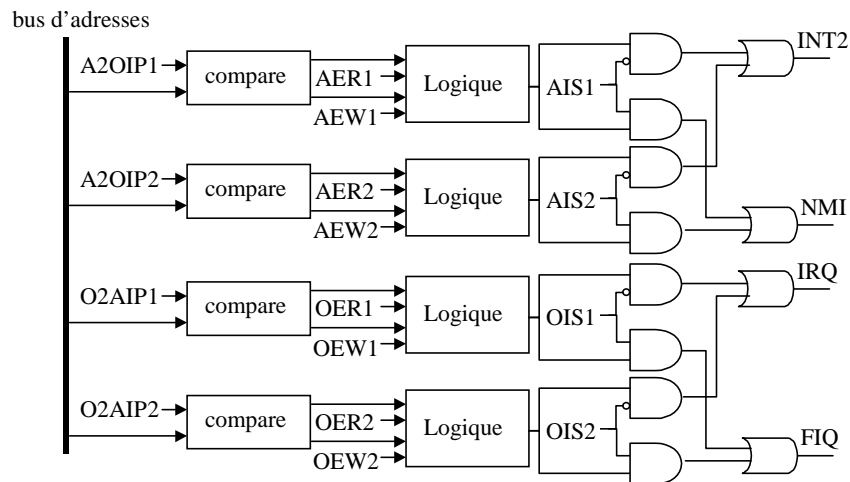 bus d'adresses
A2OIP1
compare
AER1
AEW1
Logique
AIS1
INT2
A2OIP2
compare
AER2
AEW2
Logique
AIS2
NMI
O2AIP1
compare
OER1
OEW1
Logique
OIS1
IRQ
O2AIP2
compare
OER2
OEW2
Logique
OIS2
FIQ